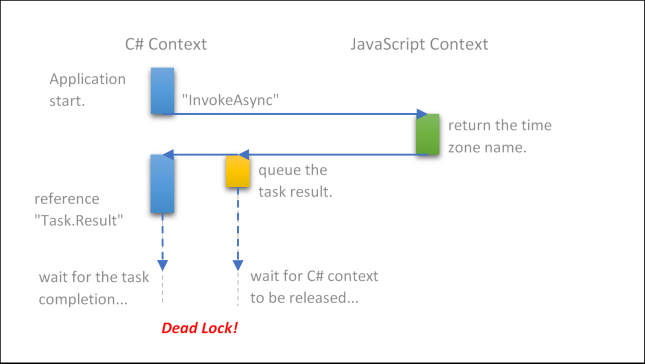 C# Context
JavaScript Context
Application
start.
"InvokeAsync"
return the time
zone name.
queue the
task result.
reference
"Task.Result"
wait for the task
completion...
wait for C# context
to be released...
Dead Lock!